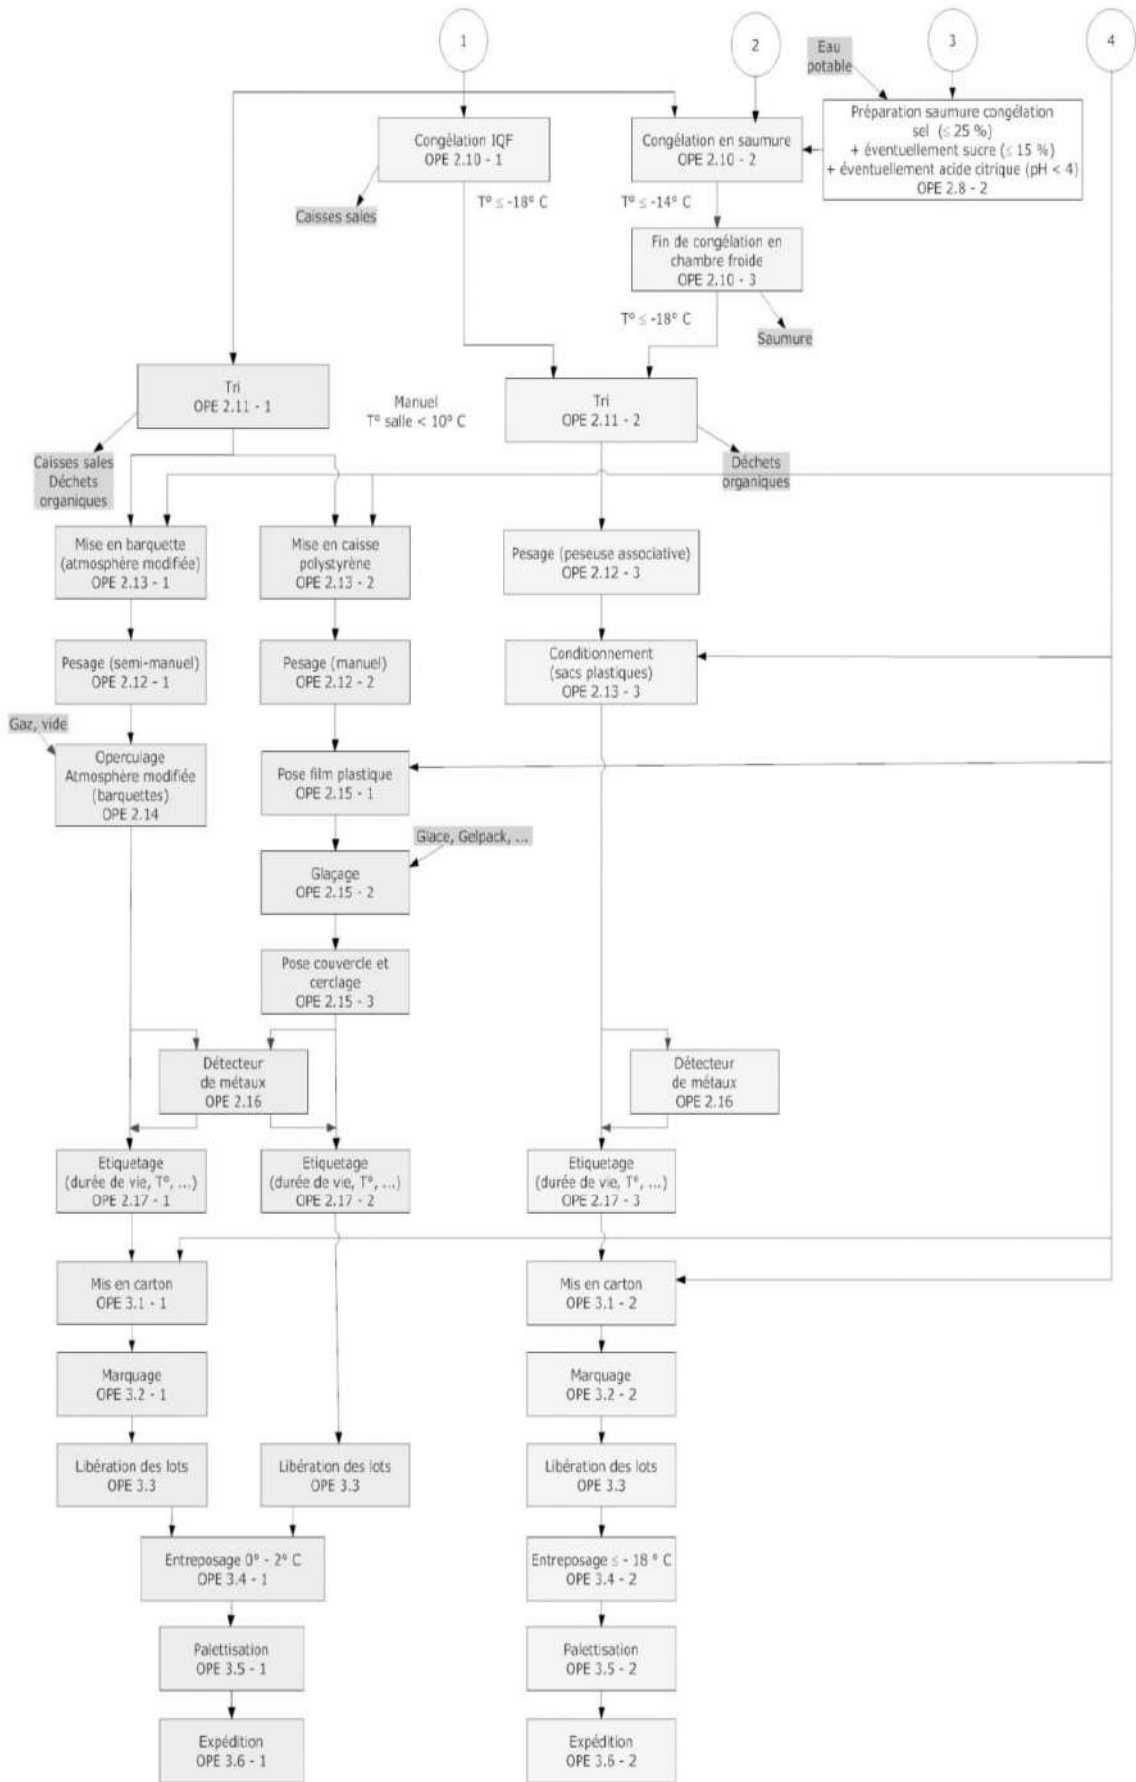 1
2
3
4
Eau
potable
Préparation saumure congélation
sel (≤ 25 %)
+ éventuellement sucre (≤ 15 %)
+ éventuellement acide citrique (pH < 4)
OPE 2.8 - 2
Congélation IQF
OPE 2.10 - 1
Congélation en saumure
OPE 2.10 - 2
Caisses sales
T° ≤ -18° C
T° ≤ -14° C
Fin de congélation en
chambre froide
OPE 2.10 - 3
T° ≤ -18° C
Saumure
Tri
OPE 2.11 - 1
Manuel
T° salle < 10° C
Tri
OPE 2.11 - 2
Caisses sales
Déchets
organiques
Déchets
organiques
Mise en barquette
(atmosphère modifiée)
OPE 2.13 - 1
Mise en caisse
polystyrène
OPE 2.13 - 2
Pesage (peseuse associative)
OPE 2.12 - 3
Pesage (semi-manuel)
OPE 2.12 - 1
Pesage (manuel)
OPE 2.12 - 2
Conditionnement
(sacs plastiques)
OPE 2.13 - 3
Gaz, vide
Operculage
Atmosphère modifiée
(barquettes)
OPE 2.14
Pose film plastique
OPE 2.15 - 1
Glace, Gelpack, ...
Glaçage
OPE 2.15 - 2
Pose couvercle et
cerclage
OPE 2.15 - 3
Détecteur
de métaux
OPE 2.16
Détecteur
de métaux
OPE 2.16
Etiquetage
(durée de vie, T°, ...)
OPE 2.17 - 1
Etiquetage
(durée de vie, T°, ...)
OPE 2.17 - 2
Etiquetage
(durée de vie, T°, ...)
OPE 2.17 - 3
Mis en carton
OPE 3.1 - 1
Mis en carton
OPE 3.1 - 2
Marquage
OPE 3.2 - 1
Marquage
OPE 3.2 - 2
Libération des lots
OPE 3.3
Libération des lots
OPE 3.3
Libération des lots
OPE 3.3
Entreposage 0° - 2° C
OPE 3.4 - 1
Entreposage ≤ - 18 ° C
OPE 3.4 - 2
Palettisation
OPE 3.5 - 1
Palettisation
OPE 3.5 - 2
Expédition
OPE 3.6 - 1
Expédition
OPE 3.6 - 2